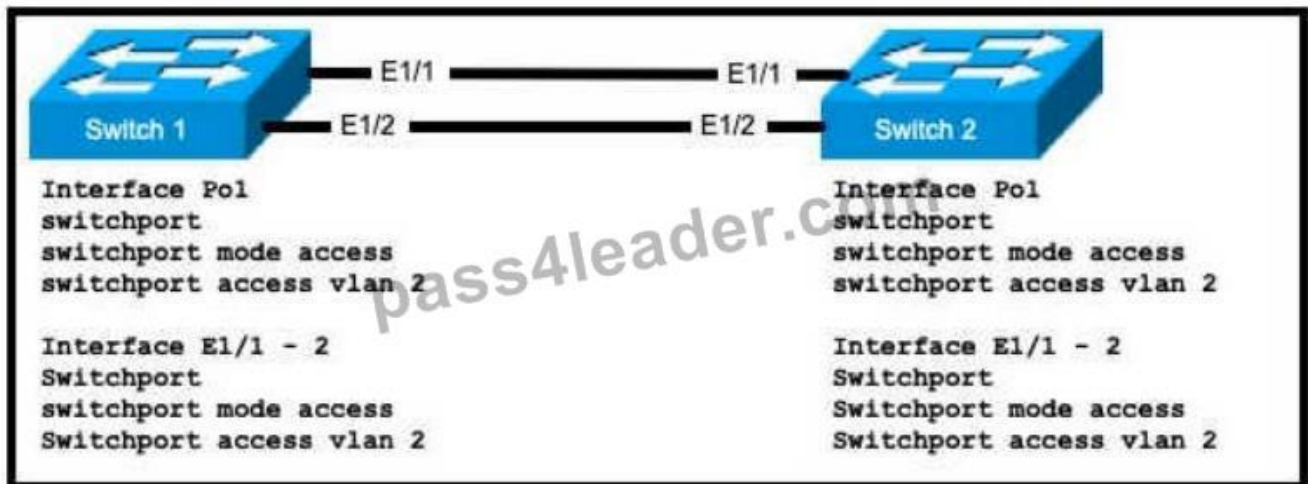 E1/1
E1/1
Switch 1
E1/2
E1/2
Switch 2
Interface Po1
switchport
switchport mode access
switchport access vlan 2
Interface E1/1 - 2
Switchport
switchport mode access
Switchport access vlan 2
Interface Po1
switchport
switchport mode access
switchport access vlan 2
Interface E1/1 - 2
Switchport
Switchport mode access
Switchport access vlan 2
pass4leader.com